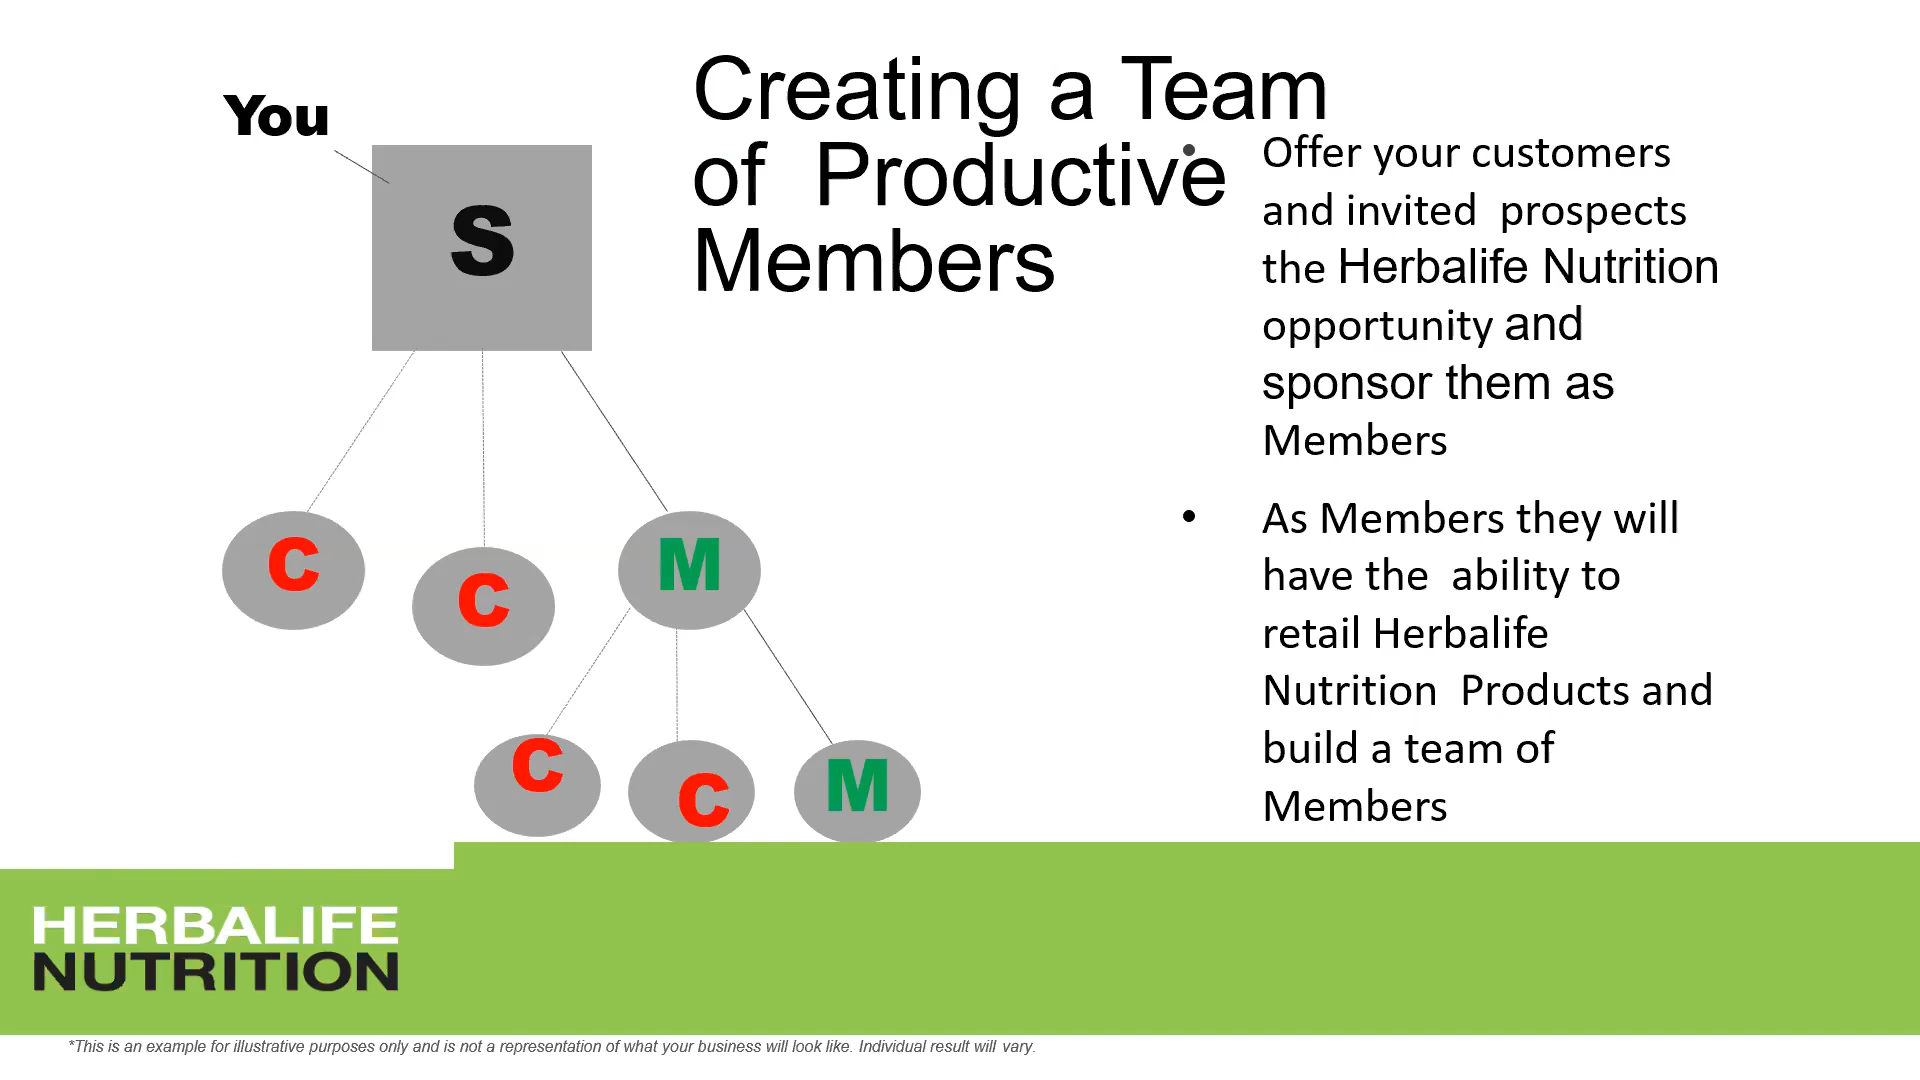 You
S
C
C
M
C
C
M
Creating a Team
of Productive
Members
• Offer your customers
and invited prospects
the Herbalife Nutrition
opportunity and
sponsor them as
Members
• As Members they will
have the ability to
retail Herbalife
Nutrition Products and
build a team of
Members
HERBALIFE
NUTRITION
*This is an example for illustrative purposes only and is not a representation of what your business will look like. Individual result will vary.